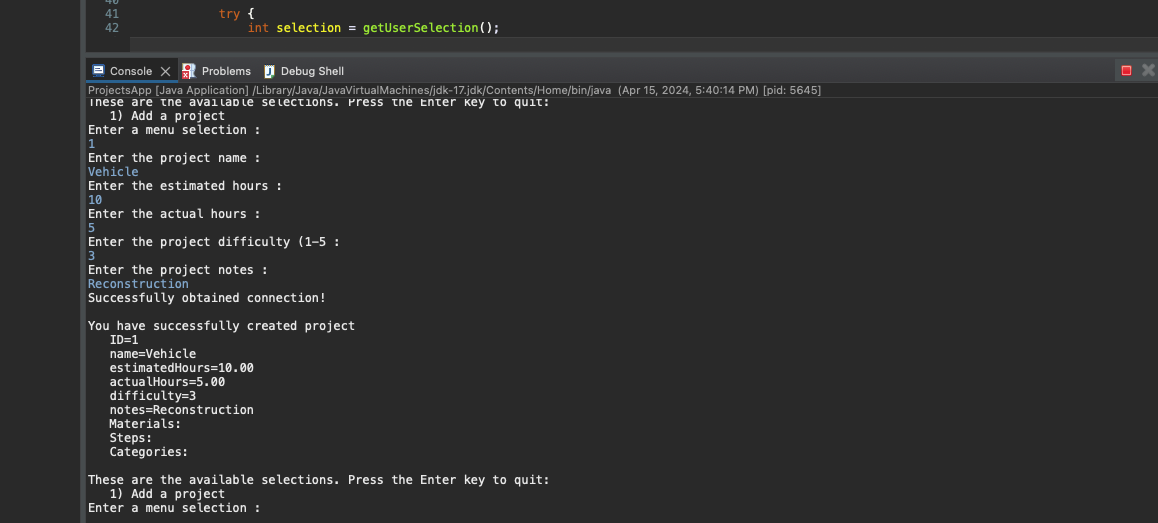 41 try {
42 int selection = getUserSelection();
Console Problems Debug Shell
ProjectsApp [Java Application] /Library/Java/JavaVirtualMachines/jdk-17.jdk/Contents/Home/bin/java (Apr 15, 2024, 5:40:14 PM) [pid: 5645]
These are the available selections. Press the Enter key to quit:
1) Add a project
Enter a menu selection :
1
Enter the project name :
Vehicle
Enter the estimated hours :
10
Enter the actual hours :
5
Enter the project difficulty (1-5 :
3
Enter the project notes :
Reconstruction
Successfully obtained connection!
You have successfully created project
ID=1
name=Vehicle
estimatedHours=10.00
actualHours=5.00
difficulty=3
notes=Reconstruction
Materials:
Steps:
Categories:
These are the available selections. Press the Enter key to quit:
1) Add a project
Enter a menu selection :